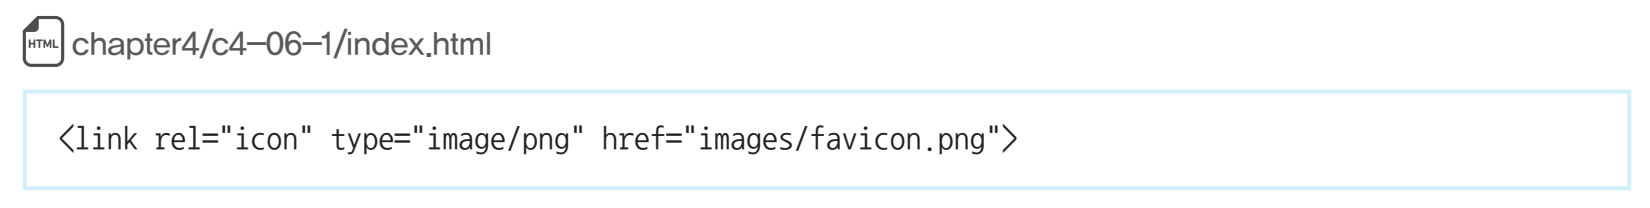 HTML chapter4/c4-06-1/index.html
<link rel="icon" type="image/png" href="images/favicon.png">